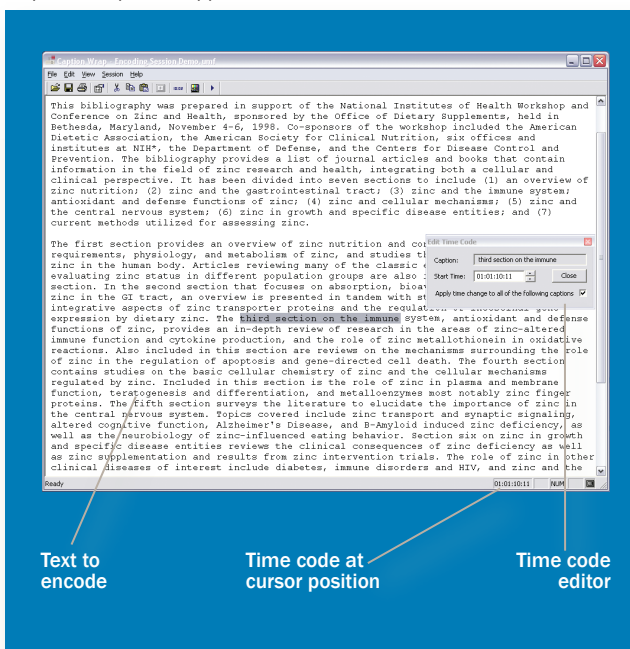 Caption Wrap - Encoding Session Demo.umf
File Edit View Session Help
This bibliography was prepared in support of the National Institutes of Health Workshop and
Conference on Zinc and Health, sponsored by the Office of Dietary Supplements, held in
Bethesda, Maryland, November 4-6, 1998. Co-sponsors of the workshop included the American
Dietetic Association, the American Society for Clinical Nutrition, six offices and
institutes at NIH*, the Department of Defense, and the Centers for Disease Control and
Prevention. The bibliography provides a list of journal articles and books that contain
information in the field of zinc research and health, integrating both a cellular and
clinical perspective. It has been divided into seven sections to include (1) an overview of
zinc nutrition; (2) zinc and the gastrointestinal tract; (3) zinc and the immune system;
antioxidant and defense functions of zinc; (4) zinc and cellular mechanisms; (5) zinc and
the central nervous system; (6) zinc in growth and specific disease entities; and (7)
current methods utilized for assessing zinc.
The first section provides an overview of zinc nutrition and
requirements, physiology, and metabolism of zinc, and studies
zinc in the human body. Articles reviewing many of the classic
evaluating zinc status in different population groups are also
section. In the second section that focuses on absorption,
zinc in the GI tract, an overview is presented in tandem with
integrative aspects of zinc transporter proteins and the
expression by dietary zinc. The third section on the immune system, antioxidant and defense
functions of zinc, provides an in-depth review of research in the areas of zinc-altered
immune function and cytokine production, and the role of zinc metallothionein in oxidative
reactions. Also included in this section are reviews on the mechanisms surrounding the role
of zinc in the regulation of apoptosis and gene-directed cell death. The fourth section
contains studies on the basic cellular chemistry of zinc and the cellular mechanisms
regulated by zinc. Included in this section is the role of zinc in plasma and membrane
function, teratogenesis and differentiation, and metalloenzymes most notably zinc finger
proteins. The fifth section surveys the literature to elucidate the importance of zinc in
the central nervous system. Topics covered include zinc transport and synaptic signaling,
altered cognitive function, Alzheimer's Disease, and B-Amyloid induced zinc deficiency, as
well as the neurobiology of zinc-influenced eating behavior. Section six on zinc in growth
and specific disease entities reviews the clinical consequences of zinc deficiency as well
as zinc supplementation and results from zinc intervention trials. The role of zinc in other
clinical diseases of interest include diabetes, immune disorders and HIV, and zinc and the
Edit Time Code
Caption: third section on the immune
Start Time: 01:01:10:11 Close
Apply time change to all of the following captions
Ready 01:01:10:11 NUM
Text to
encode
Time code at
cursor position
Time code
editor